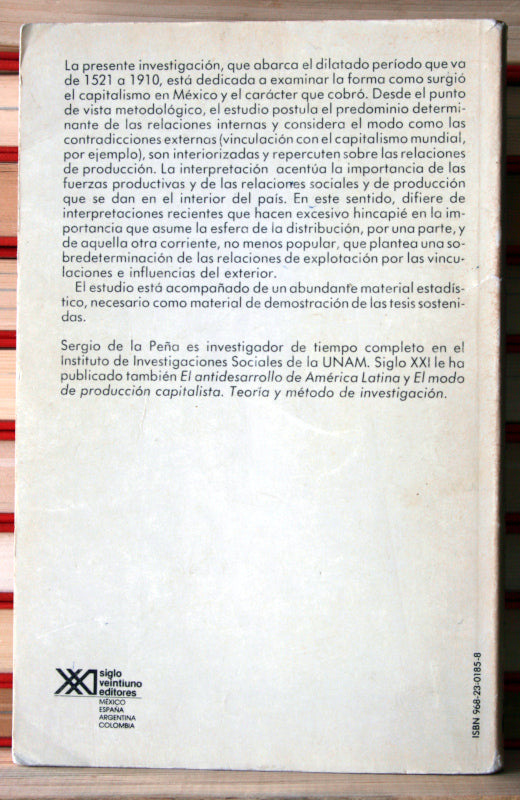 La presente investigación, que abarca el dilatado período que va
de 1521 a 1910, está dedicada a examinar la forma como surgió
el capitalismo en México y el carácter que cobró. Desde el punto
de vista metodológico, el estudio postula el predominio determi-
nante de las relaciones internas y considera el modo como las
contradicciones externas (vinculación con el capitalismo mundial,
por ejemplo), son interiorizadas y repercuten sobre las relaciones
de producción. La interpretación acentúa la importancia de las
fuerzas productivas y de las relaciones sociales y de producción
que se dan en el interior del país. En este sentido, difiere de
interpretaciones recientes que hacen excesivo hincapié en la im-
portancia que asume la esfera de la distribución, por una parte, y
de aquella otra corriente, no menos popular, que plantea una so-
bredeterminación de las relaciones de explotación por las vincu-
laciones e influencias del exterior.
El estudio está acompañado de un abundante material estadís-
tico, necesario como material de demostración de las tesis sosteni-
das.
Sergio de la Peña es investigador de tiempo completo en el
Instituto de Investigaciones Sociales de la UNAM. Siglo XXI le ha
publicado también El antidesarrollo de América Latina y El modo
de producción capitalista. Teoría y método de investigación.
siglo
veintiuno
editores
MÉXICO
ESPAÑA
ARGENTINA
COLOMBIA
ISBN 968-23-0185-8